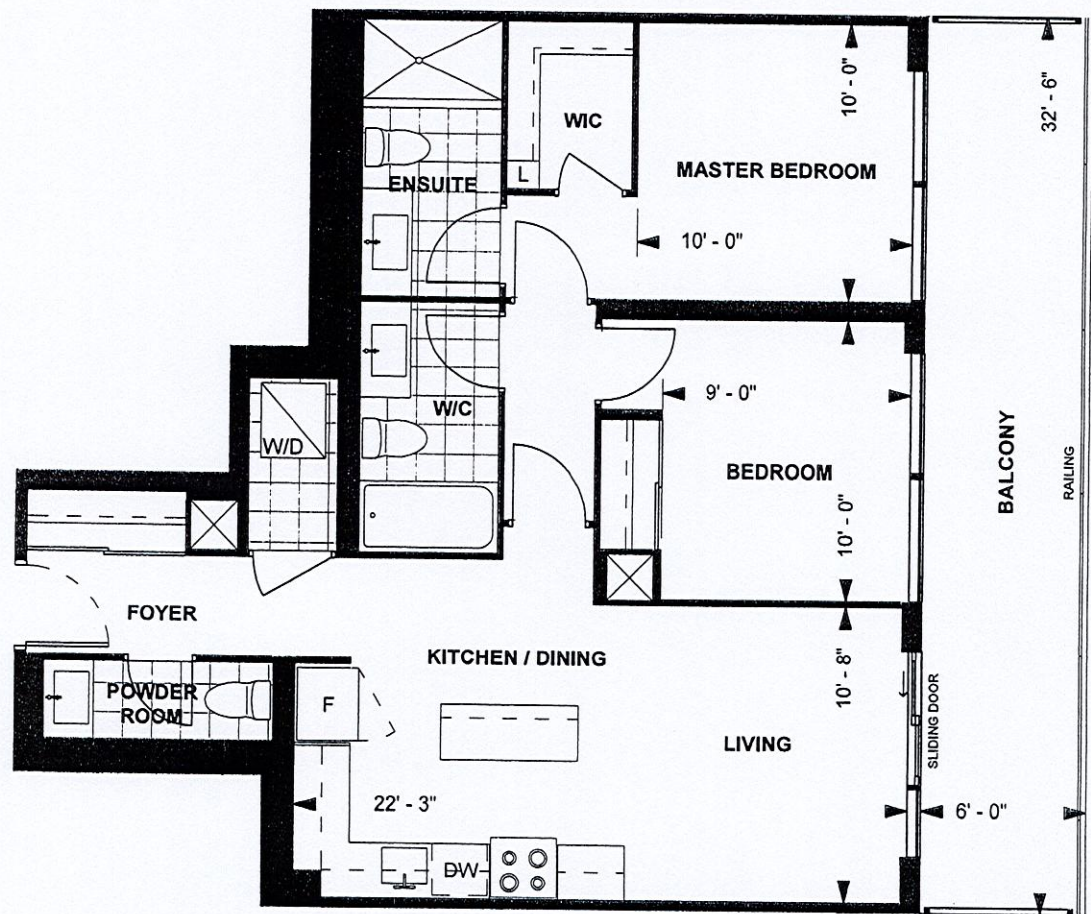 WIC
10' - 0"
32' - 6"
MASTER BEDROOM
L
ENSUITE
10' - 0"
9' - 0"
W/C
W/D
BEDROOM
BALCONY
RAILING
10' - 0"
FOYER
KITCHEN / DINING
10' - 8"
POWDER
ROOM
F
LIVING
SLIDING DOOR
22' - 3"
6' - 0"
DW